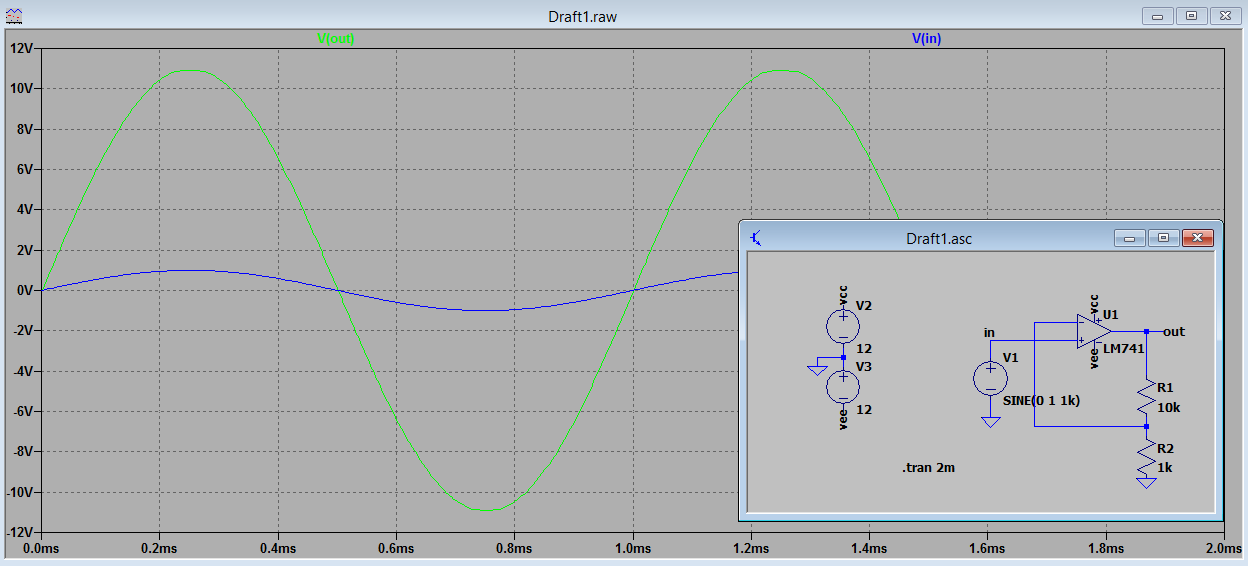 Draft1.raw
V(out) V(in)
12V
10V
8V
6V
4V
2V
0V
-2V
-4V
-6V
-8V
-10V
-12V
0.0ms 0.2ms 0.4ms 0.6ms 0.8ms 1.0ms 1.2ms 1.4ms 1.6ms 1.8ms 2.0ms
Draft1.asc
vcc
V2
12
V3
12
vee
in
V1
SINE(0 1 1k)
vcc
U1
out
LM741
vee
R1
10k
R2
1k
.tran 2m